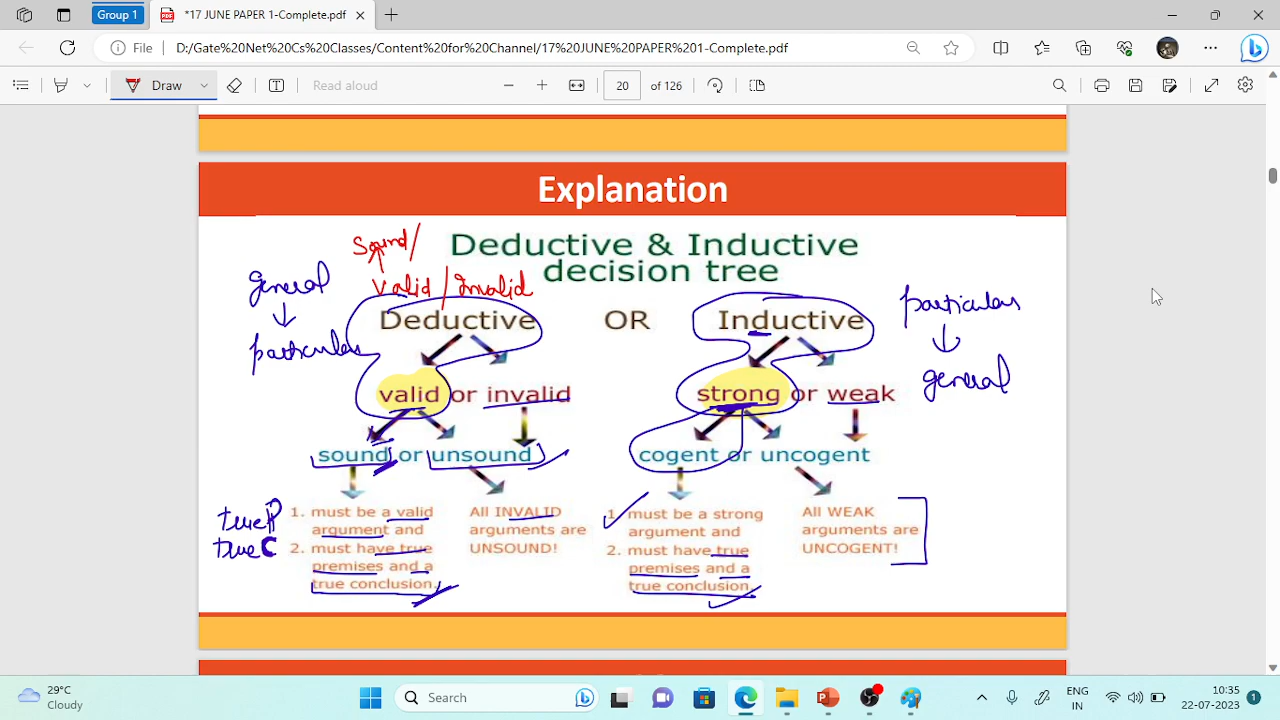 Group 1
*17 JUNE PAPER 1-Complete.pdf
File
D:/Gate%20Net%20Cs%20Classes/Content%20for%20Channel/17%20JUNE%20PAPER%201-Complete.pdf
Draw
Read aloud
20
of 126
Explanation
Sound/
Valid / Invalid
Deductive & Inductive
decision tree
general
particular
Deductive OR Inductive
particular
general
valid or invalid
strong or weak
sound or unsound
cogent or uncogent
true P
true C
1. must be a valid
argument and
2. must have true
premises and a
true conclusion.
All INVALID
arguments are
UNSOUND!
1. must be a strong
argument and
2. must have true
premises and a
true conclusion.
All WEAK
arguments are
UNCOGENT!
29°C
Cloudy
Search
ENG
IN
10:35
22-07-2023
1